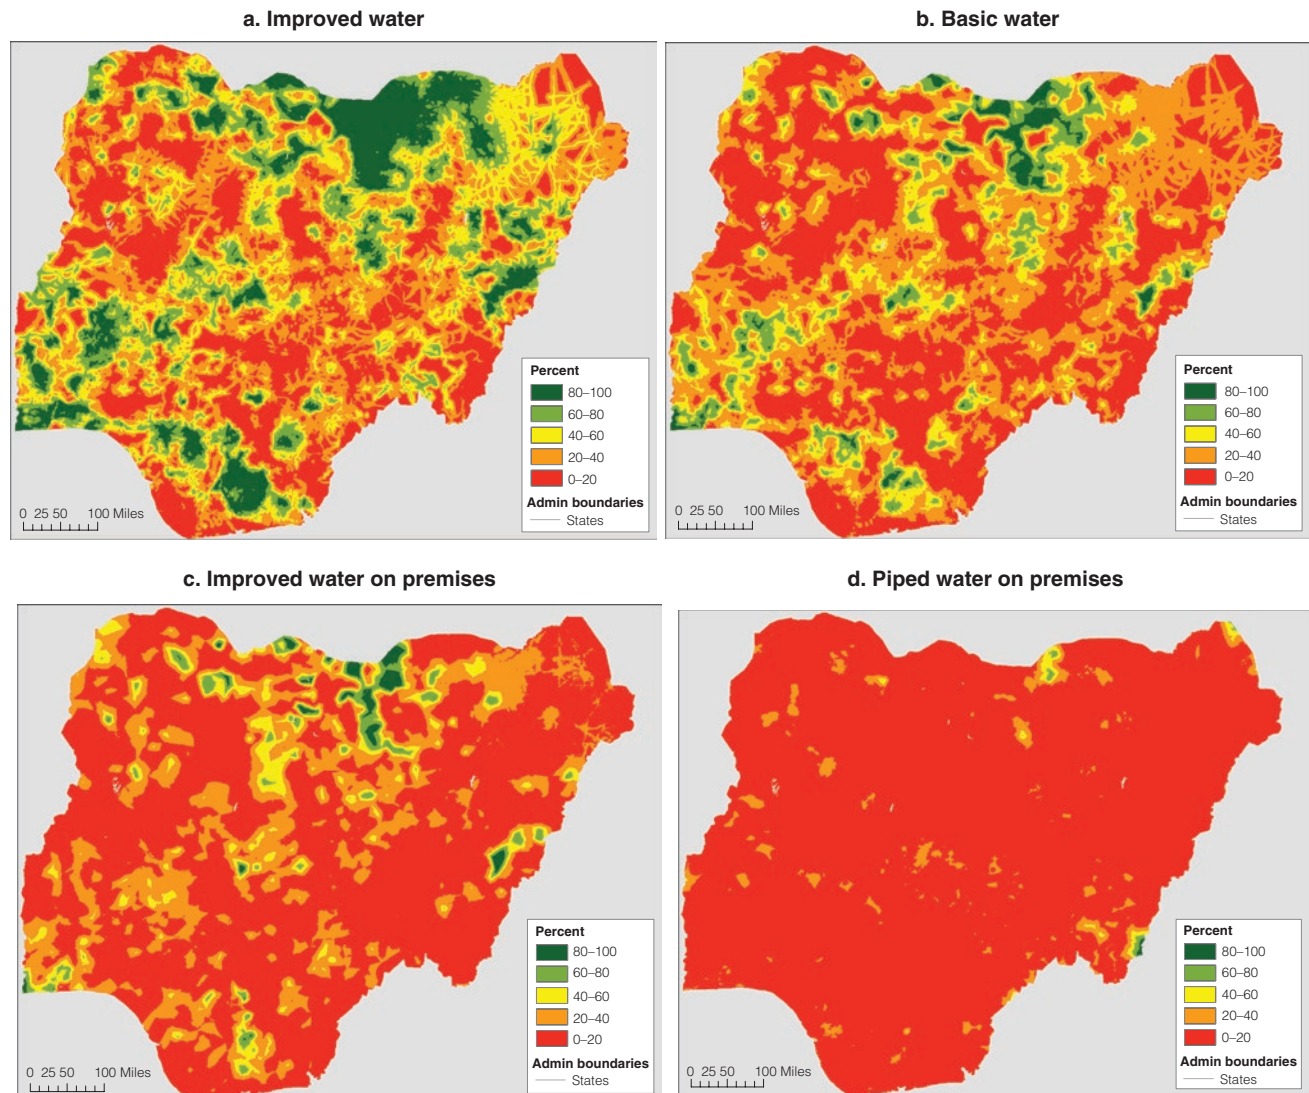 a. Improved water
b. Basic water
Percent
80–100
60–80
40–60
20–40
0–20
Admin boundaries
States
0 25 50 100 Miles
Percent
80–100
60–80
40–60
20–40
0–20
Admin boundaries
States
0 25 50 100 Miles
c. Improved water on premises
d. Piped water on premises
Percent
80–100
60–80
40–60
20–40
0–20
Admin boundaries
States
0 25 50 100 Miles
Percent
80–100
60–80
40–60
20–40
0–20
Admin boundaries
States
0 25 50 100 Miles